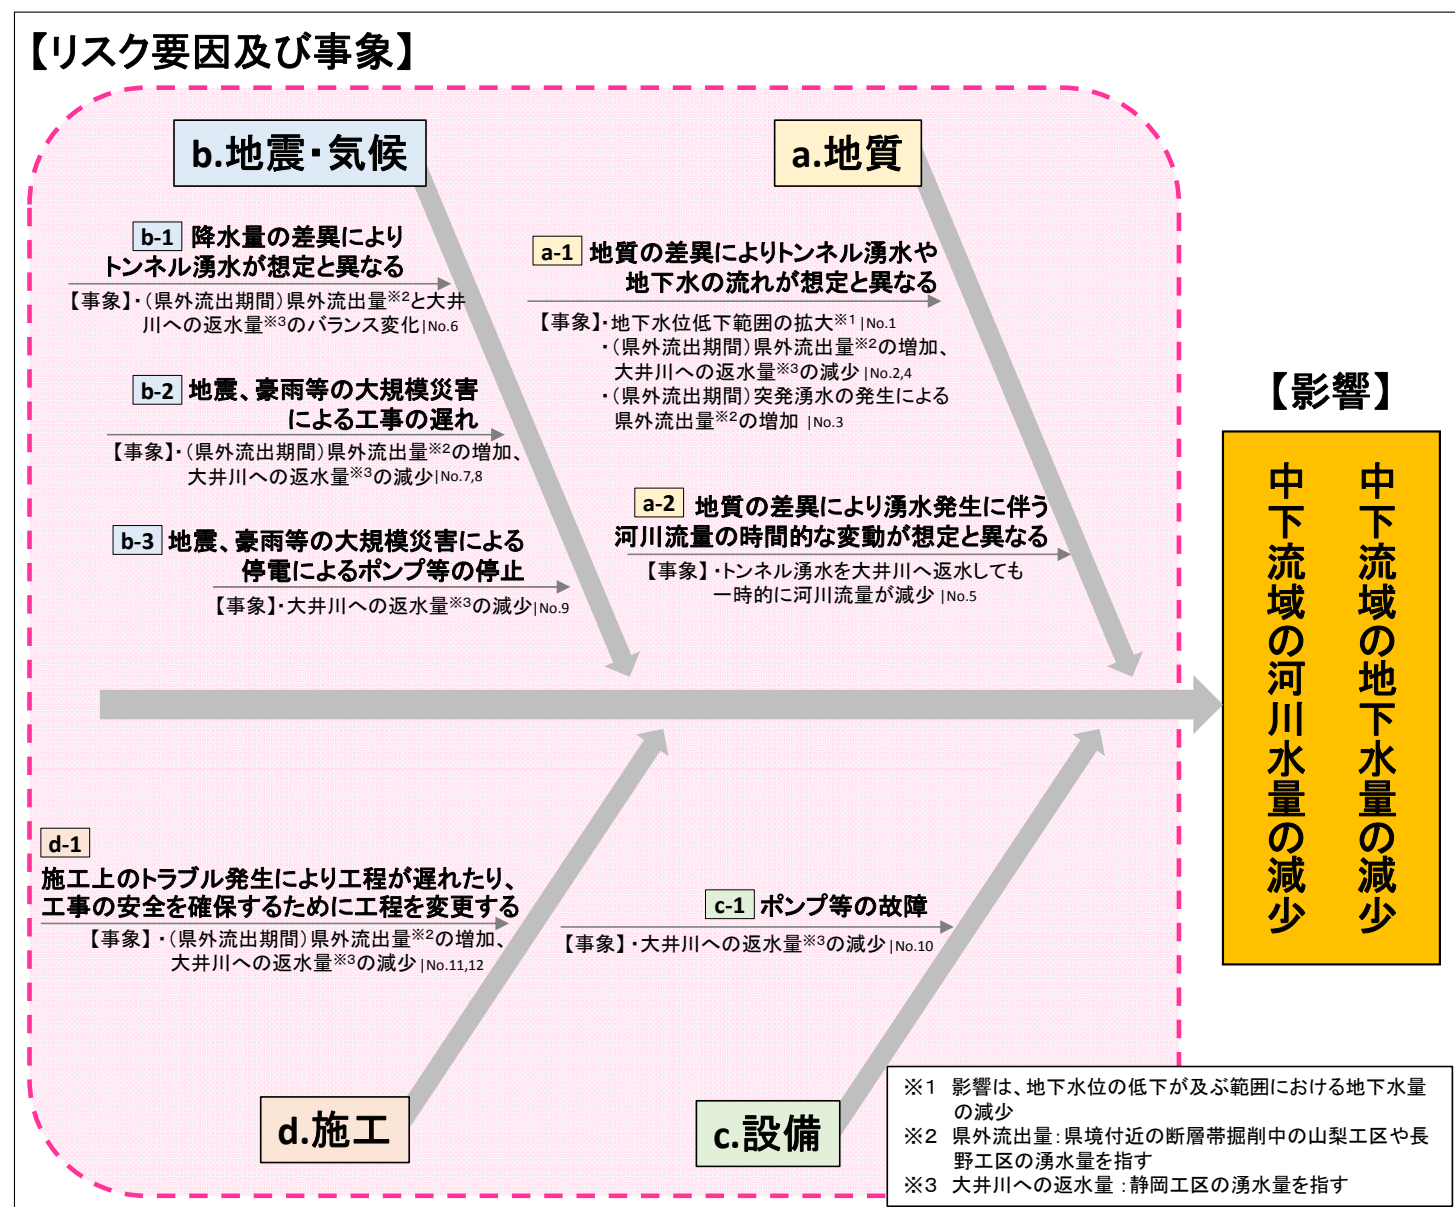 【リスク要因及び事象】
b.地震・気候
b-1 降水量の差異により
トンネル湧水が想定と異なる
【事象】・（県外流出期間）県外流出量※2と大井
川への返水量※3のバランス変化|No.6
b-2 地震、豪雨等の大規模災害
による工事の遅れ
【事象】・（県外流出期間）県外流出量※2の増加、
大井川への返水量※3の減少|No.7,8
b-3 地震、豪雨等の大規模災害による
停電によるポンプ等の停止
【事象】・大井川への返水量※3の減少|No.9
a.地質
a-1 地質の差異によりトンネル湧水や
地下水の流れが想定と異なる
【事象】・地下水位低下範囲の拡大※1 |No.1
・（県外流出期間）県外流出量※2の増加、
大井川への返水量※3の減少 |No.2,4
・（県外流出期間）突発湧水の発生による
県外流出量※2の増加 |No.3
a-2 地質の差異により湧水発生に伴う
河川流量の時間的な変動が想定と異なる
【事象】・トンネル湧水を大井川へ返水しても
一時的に河川流量が減少 |No.5
【影響】
中下流域の地下水量の減少
中下流域の河川水量の減少
d-1
施工上のトラブル発生により工程が遅れたり、
工事の安全を確保するために工程を変更する
【事象】・（県外流出期間）県外流出量※2の増加、
大井川への返水量※3の減少 |No.11,12
d.施工
c-1 ポンプ等の故障
【事象】・大井川への返水量※3の減少 |No.10
c.設備
※1 影響は、地下水位の低下が及ぶ範囲における地下水量
の減少
※2 県外流出量：県境付近の断層帯掘削中の山梨工区や長
野工区の湧水量を指す
※3 大井川への返水量：静岡工区の湧水量を指す